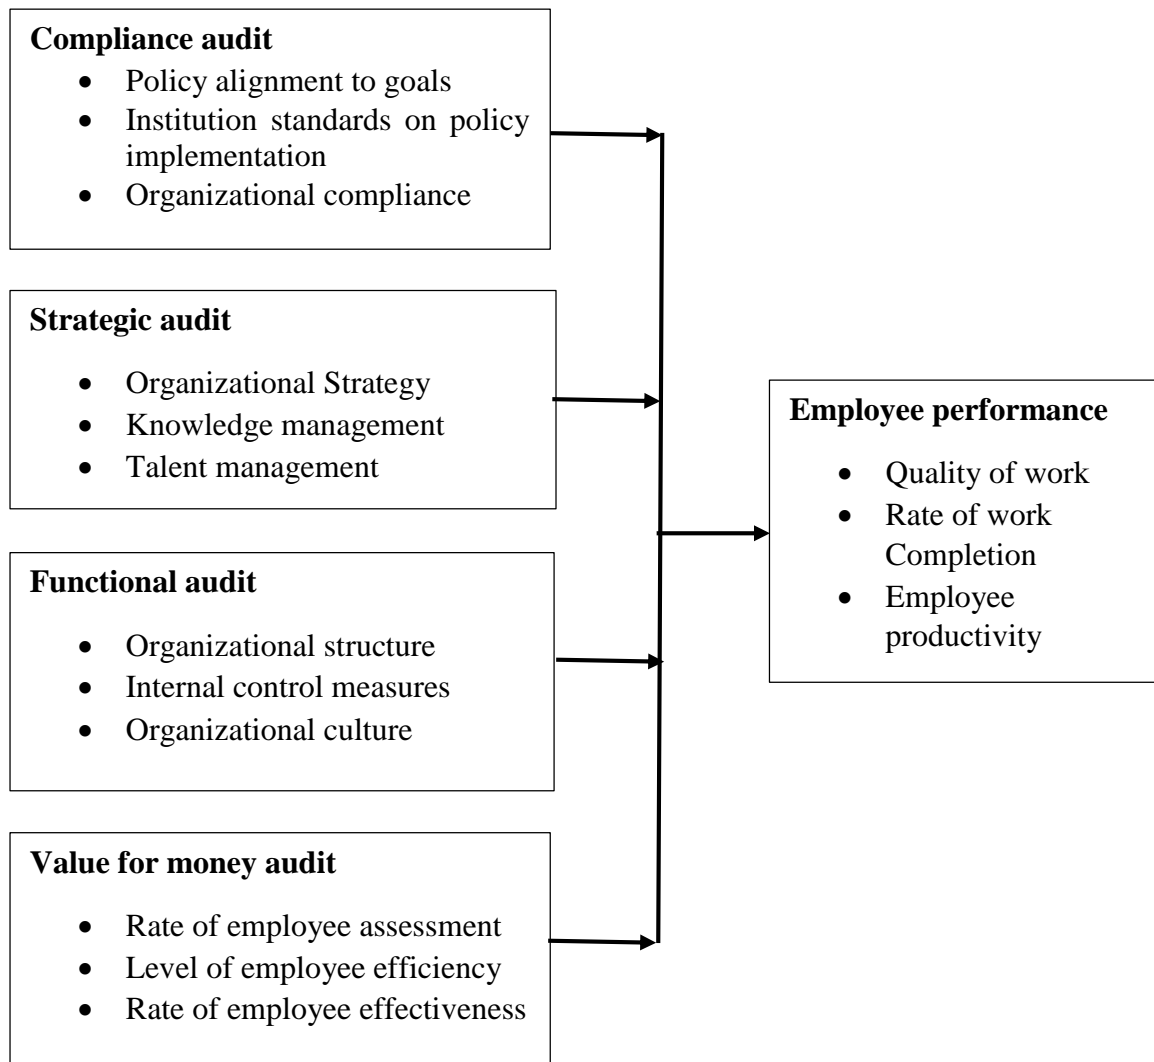 Compliance audit
• Policy alignment to goals
• Institution standards on policy
implementation
• Organizational compliance
Strategic audit
• Organizational Strategy
• Knowledge management
• Talent management
Functional audit
• Organizational structure
• Internal control measures
• Organizational culture
Value for money audit
• Rate of employee assessment
• Level of employee efficiency
• Rate of employee effectiveness
Employee performance
• Quality of work
• Rate of work
Completion
• Employee
productivity